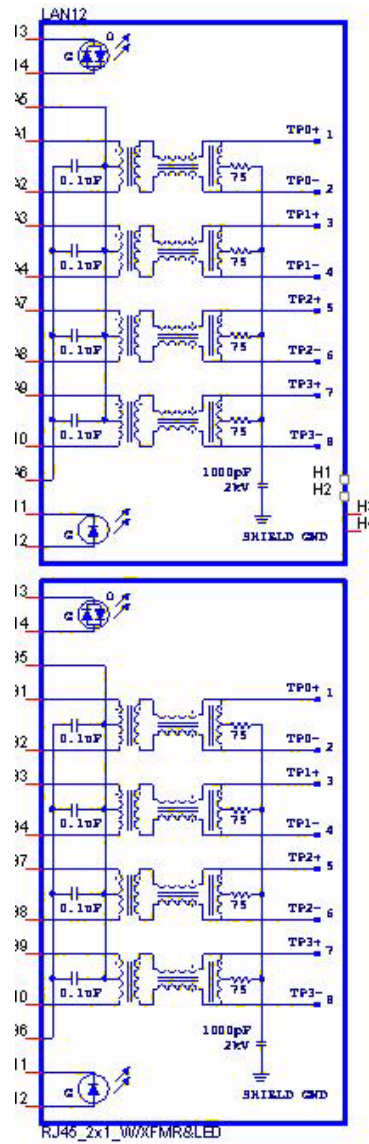 LAN12
G
O
TP0+ 1
0.1uF
75
TP0- 2
TP1+ 3
0.1uF
75
TP1- 4
TP2+ 5
0.1uF
75
TP2- 6
TP3+ 7
0.1uF
75
TP3- 8
1000pF
2kV
H1
H2
G
SHIELD GND
G
O
TP0+ 1
0.1uF
75
TP0- 2
TP1+ 3
0.1uF
75
TP1- 4
TP2+ 5
0.1uF
75
TP2- 6
TP3+ 7
0.1uF
75
TP3- 8
1000pF
2kV
G
SHIELD GND
RJ45_2x1_W/XFMR&LED